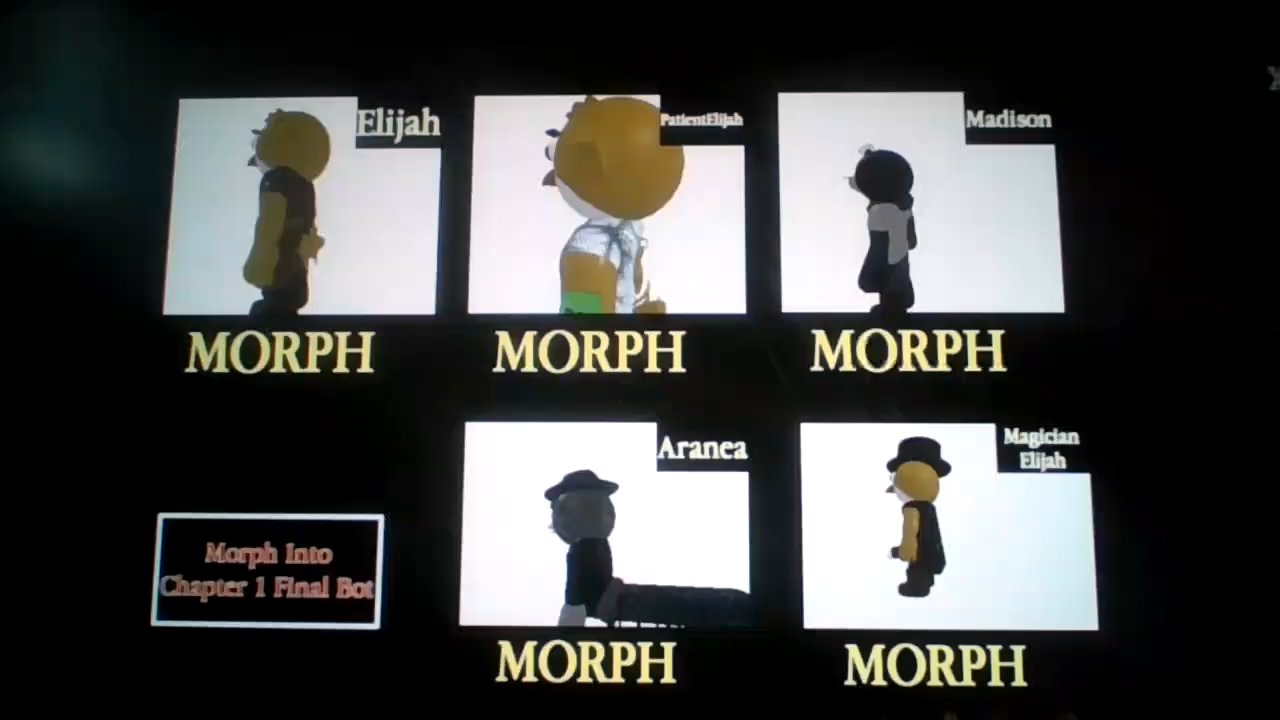 Elijah
PatientElijah
Madison
MORPH
MORPH
MORPH
Aranea
Magician
Elijah
Morph Into
Chapter 1 Final Bot
MORPH
MORPH